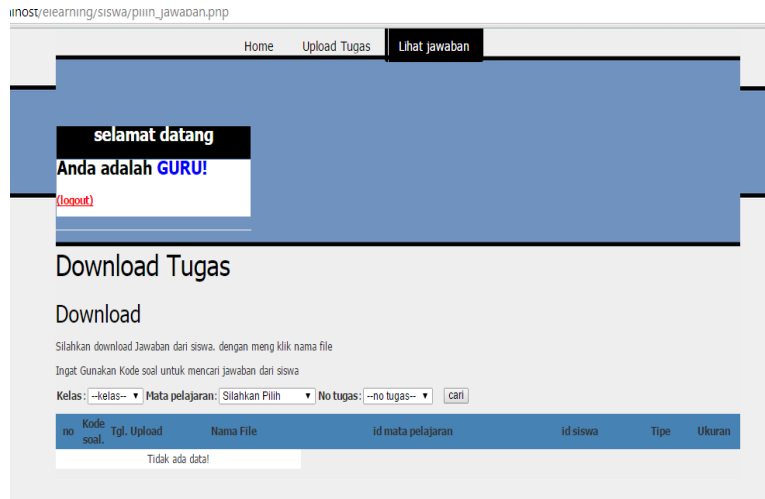 elearning/siswa/pilih_jawaban.php
Home Upload Tugas Lihat jawaban
selamat datang
Anda adalah GURU!
(logout)
Download Tugas
Download
Silahkan download Jawaban dari siswa. dengan meng klik nama file
Ingat Gunakan Kode soal untuk mencari jawaban dari siswa
Kelas: --kelas-- Mata pelajaran: Silahkan Pilih No tugas: --no tugas-- cari
no Kode soal. Tgl. Upload Nama File id mata pelajaran id siswa Tipe Ukuran
Tidak ada data!